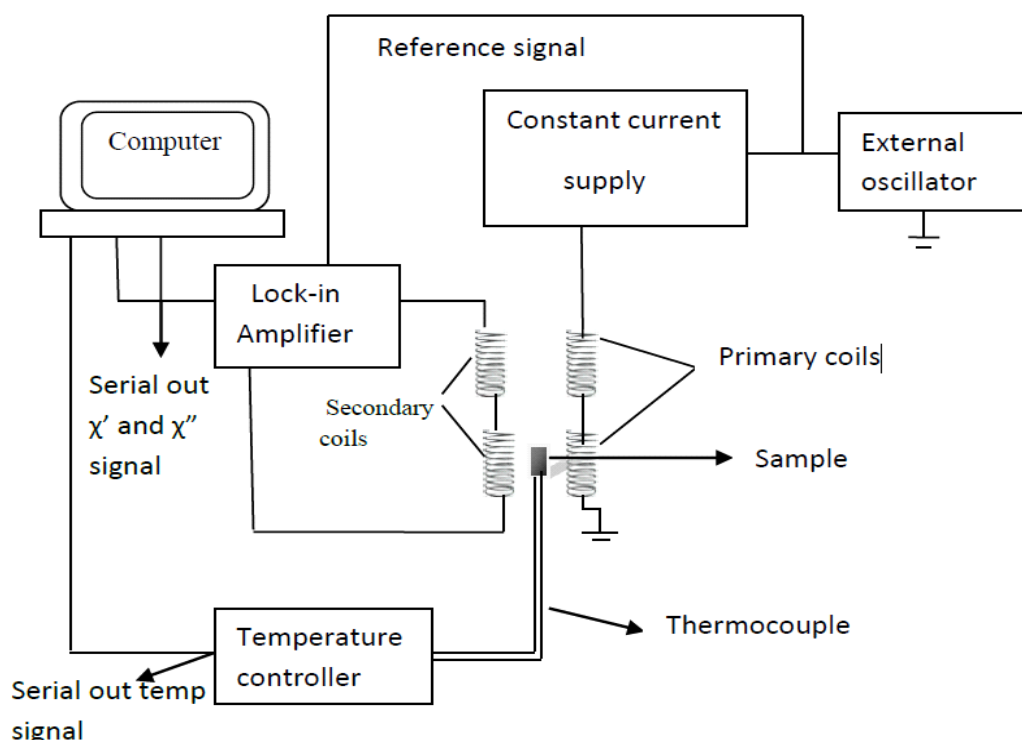 Reference signal
Computer
Constant current
supply
External
oscillator
Lock-in
Amplifier
Primary coils
Serial out
χ’ and χ”
signal
Secondary
coils
Sample
Thermocouple
Temperature
controller
Serial out temp
signal